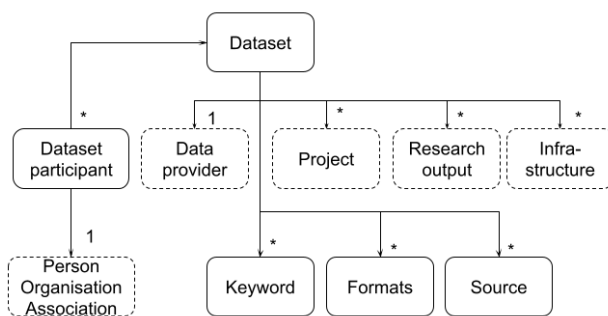 Dataset
* 1 * * *
Dataset
participant
Data
provider
Project
Research
output
Infra-
structure
1
* * *
Person
Organisation
Association
Keyword
Formats
Source